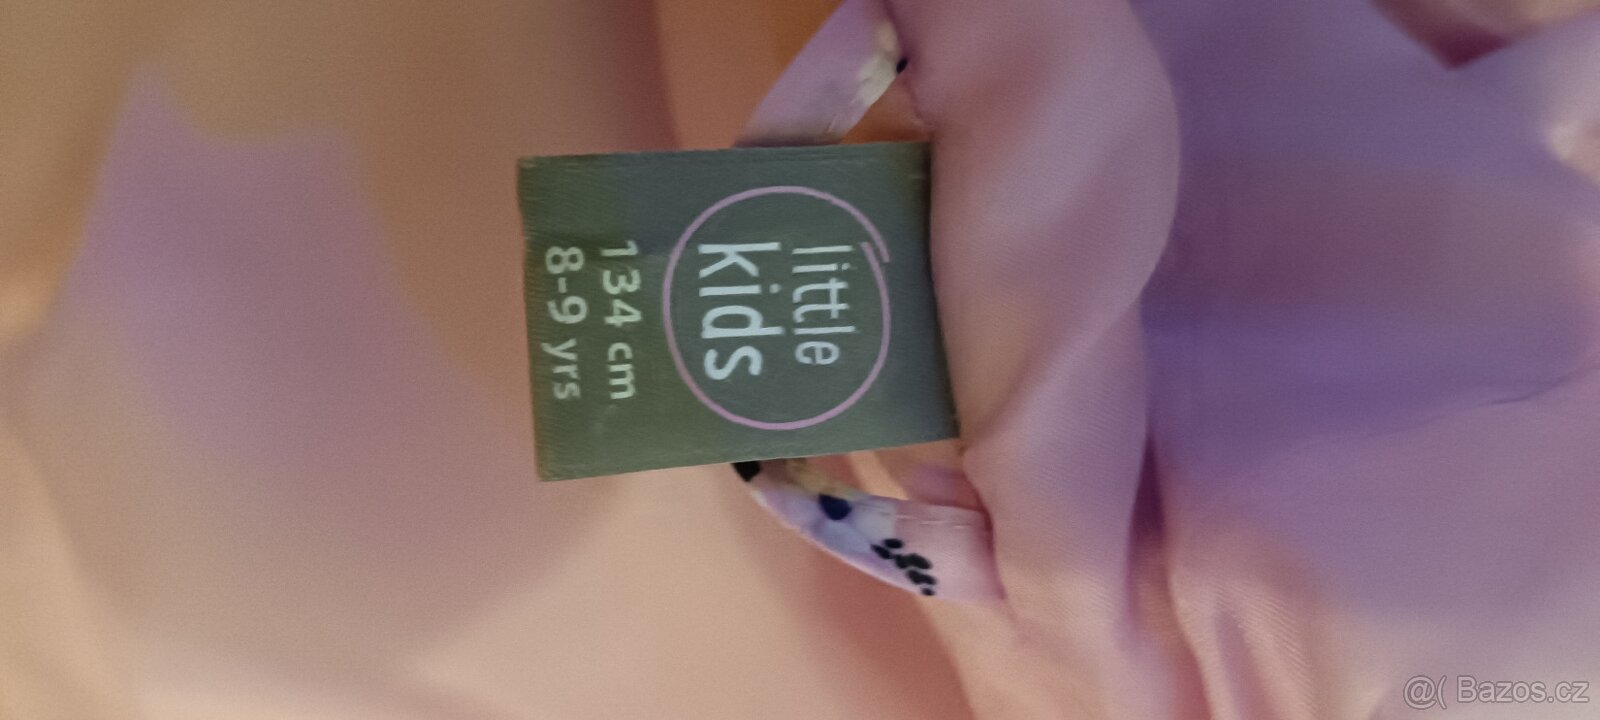 little
kids
134 cm
8-9 yrs
@( Bazos.cz